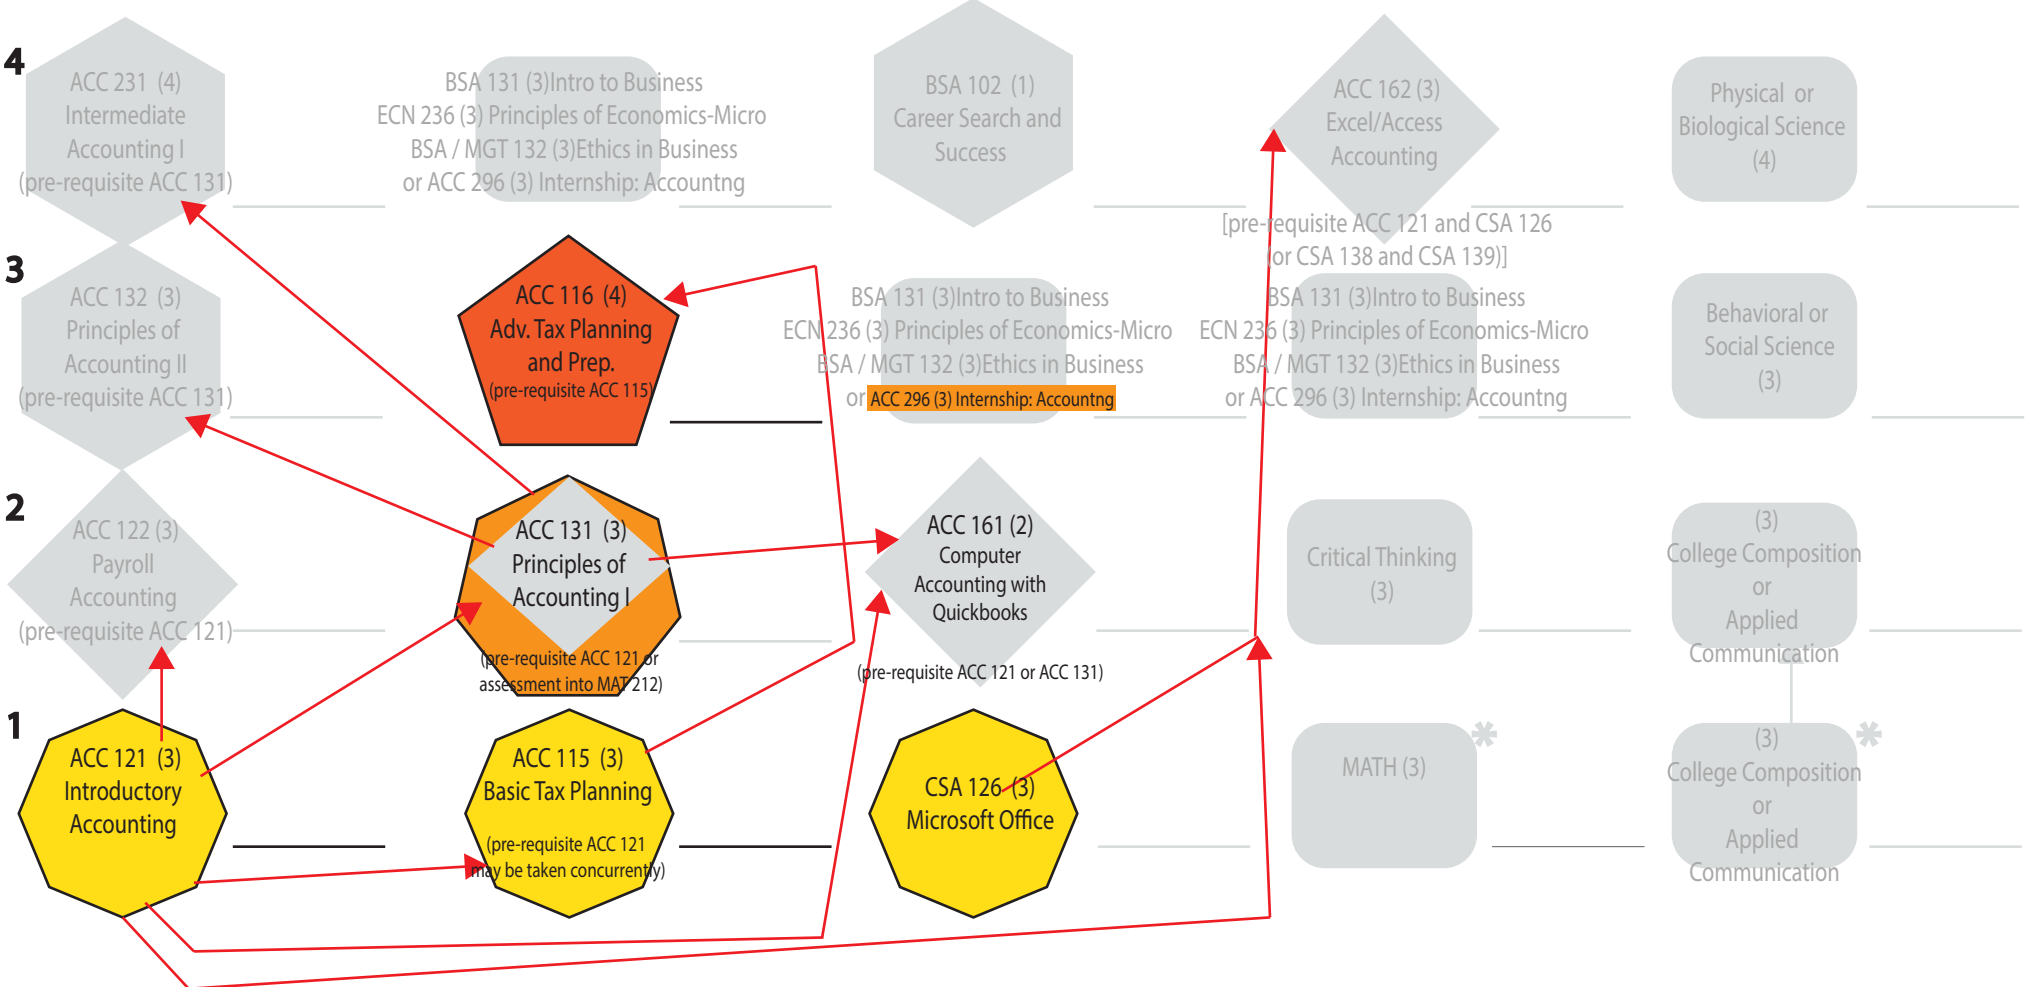 4
ACC 231 (4)
Intermediate
Accounting I
(pre-requisite ACC 131)
BSA 131 (3)Intro to Business
ECN 236 (3) Principles of Economics-Micro
BSA / MGT 132 (3)Ethics in Business
or ACC 296 (3) Internship: Accountng
BSA 102 (1)
Career Search and
Success
ACC 162 (3)
Excel/Access
Accounting
[pre-requisite ACC 121 and CSA 126
(or CSA 138 and CSA 139)]
Physical or
Biological Science
(4)
3
ACC 132 (3)
Principles of
Accounting II
(pre-requisite ACC 131)
ACC 116 (4)
Adv. Tax Planning
and Prep.
(pre-requisite ACC 115)
BSA 131 (3)Intro to Business
ECN 236 (3) Principles of Economics-Micro
BSA / MGT 132 (3)Ethics in Business
or ACC 296 (3) Internship: Accountng
BSA 131 (3)Intro to Business
ECN 236 (3) Principles of Economics-Micro
BSA / MGT 132 (3)Ethics in Business
or ACC 296 (3) Internship: Accountng
Behavioral or
Social Science
(3)
2
ACC 122 (3)
Payroll
Accounting
(pre-requisite ACC 121)
ACC 131 (3)
Principles of
Accounting I
(pre-requisite ACC 121 or
assessment into MAT 212)
ACC 161 (2)
Computer
Accounting with
Quickbooks
(pre-requisite ACC 121 or ACC 131)
Critical Thinking
(3)
(3)
College Composition
or
Applied
Communication
1
ACC 121 (3)
Introductory
Accounting
ACC 115 (3)
Basic Tax Planning
(pre-requisite ACC 121
may be taken concurrently)
CSA 126 (3)
Microsoft Office
MATH (3)
*
(3)
College Composition
or
Applied
Communication
*